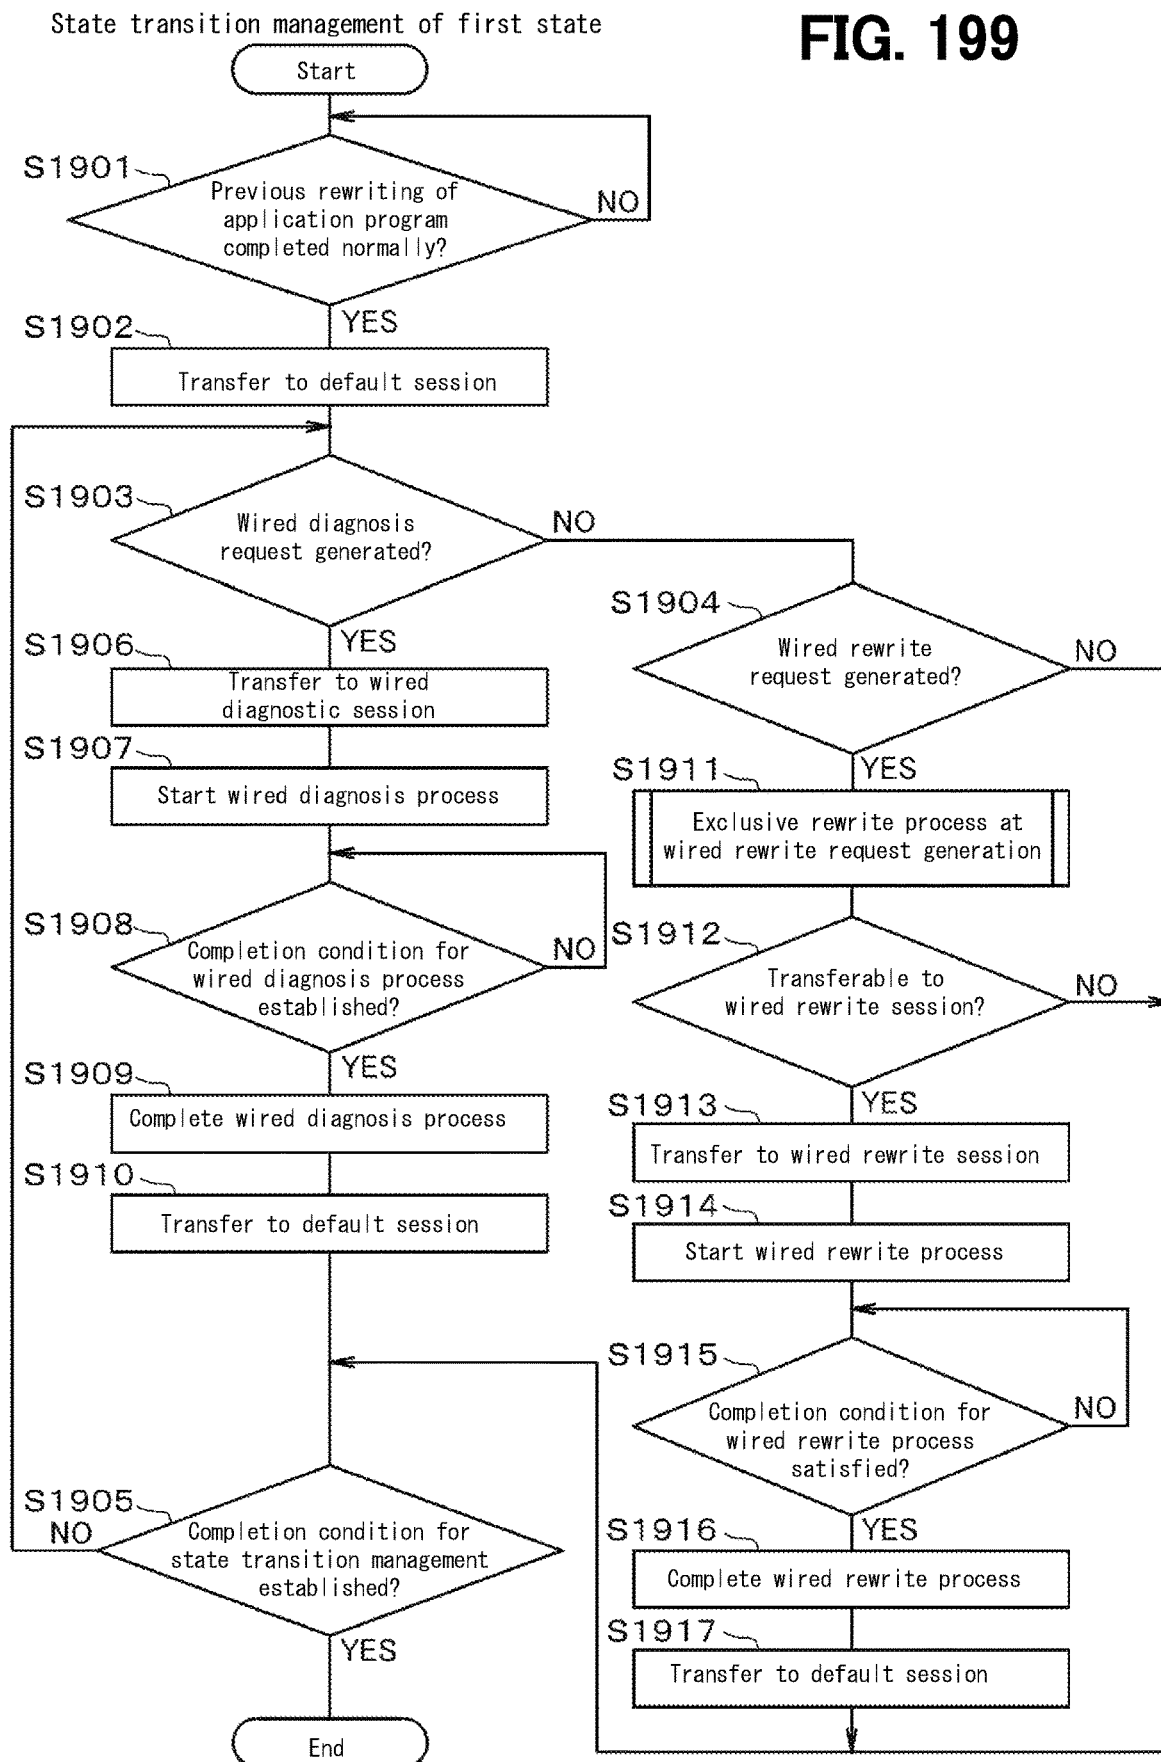 State transition management of first state
FIG. 199
Start
S1901
Previous rewriting of
application program
completed normally?
NO
YES
S1902
Transfer to default session
S1903
Wired diagnosis
request generated?
NO
YES
S1904
Wired rewrite
request generated?
NO
YES
S1906
Transfer to wired
diagnostic session
S1907
Start wired diagnosis process
S1911
Exclusive rewrite process at
wired rewrite request generation
S1908
Completion condition for
wired diagnosis process
established?
NO
YES
S1912
Transferable to
wired rewrite session?
NO
YES
S1909
Complete wired diagnosis process
S1910
Transfer to default session
S1913
Transfer to wired rewrite session
S1914
Start wired rewrite process
S1915
Completion condition for
wired rewrite process
satisfied?
NO
YES
S1905
NO
Completion condition for
state transition management
established?
YES
S1916
Complete wired rewrite process
S1917
Transfer to default session
End